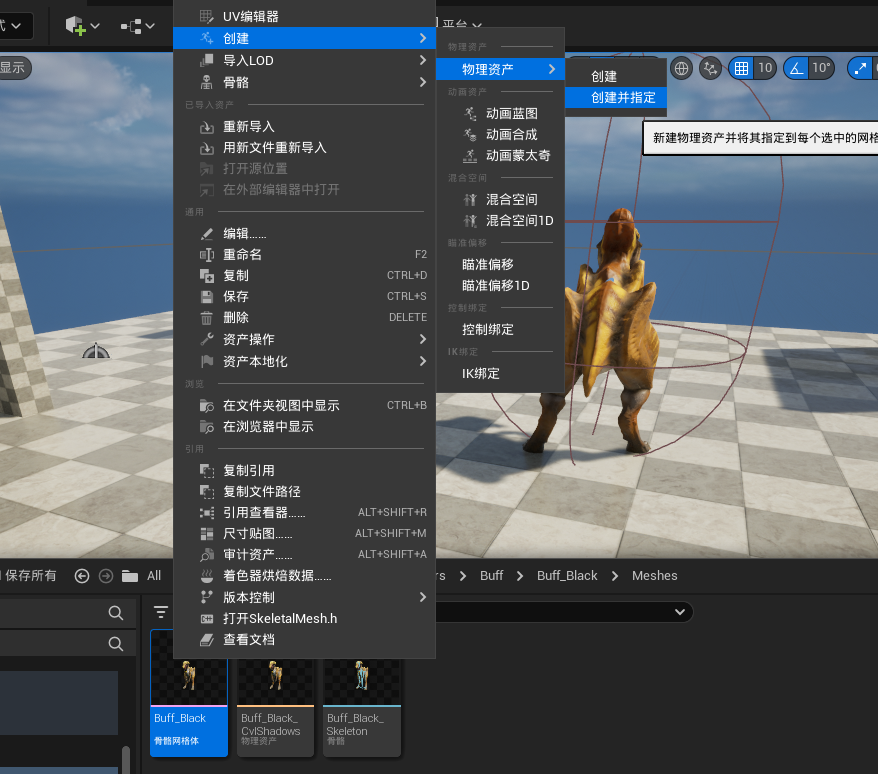 式
平台
显示
10
10°
UV编辑器
创建
导入LOD
骨骼
已导入资产
重新导入
用新文件重新导入
打开源位置
在外部编辑器中打开
通用
编辑......
重命名 F2
复制 CTRL+D
保存 CTRL+S
删除 DELETE
资产操作
资产本地化
浏览
在文件夹视图中显示 CTRL+B
在浏览器中显示
引用
复制引用
复制文件路径
引用查看器...... ALT+SHIFT+R
尺寸贴图...... ALT+SHIFT+M
审计资产...... ALT+SHIFT+A
着色器烘焙数据......
版本控制
打开SkeletalMesh.h
查看文档
物理资产
物理资产
动画资产
动画蓝图
动画合成
动画蒙太奇
混合空间
混合空间
混合空间1D
瞄准偏移
瞄准偏移
瞄准偏移1D
控制绑定
控制绑定
IK绑定
IK绑定
创建
创建并指定
新建物理资产并将其指定到每个选中的网格
保存所有
All
rs
Buff
Buff_Black
Meshes
Buff_Black
骨骼网格体
Buff_Black_
CvlShadows
物理资产
Buff_Black_
Skeleton
骨骼